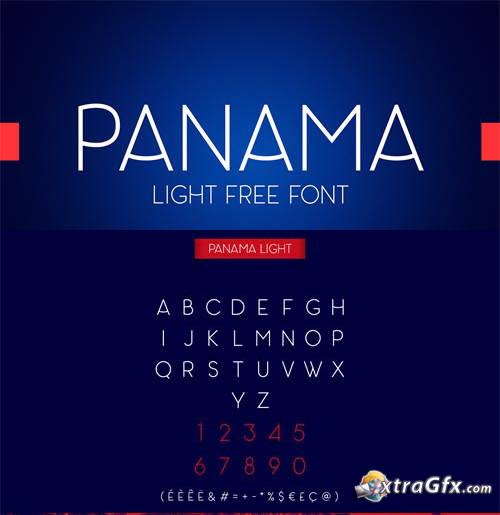 PANAMA
LIGHT FREE FONT
PANAMA LIGHT
A B C D E F G H
I J K L M N O P
Q R S T U V W X
Y Z
1 2 3 4 5
6 7 8 9 0
( É È Ê Ë & # = + - * % $ € £ Ç @ )
xtraGfx.com